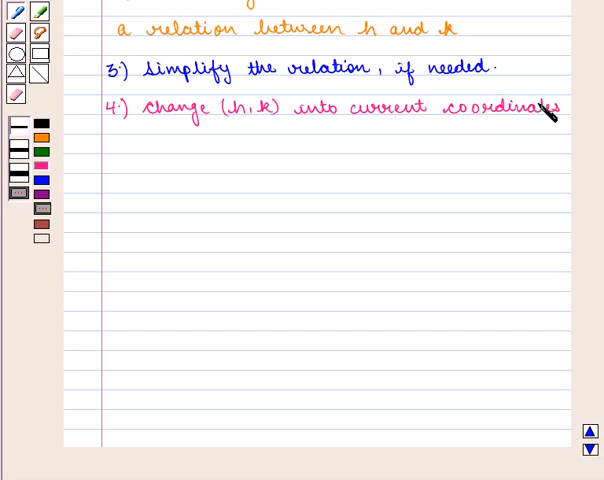 a relation between h and k
3:) Simplify the relation, if needed.
4:) Change (h, k) into current coordinates